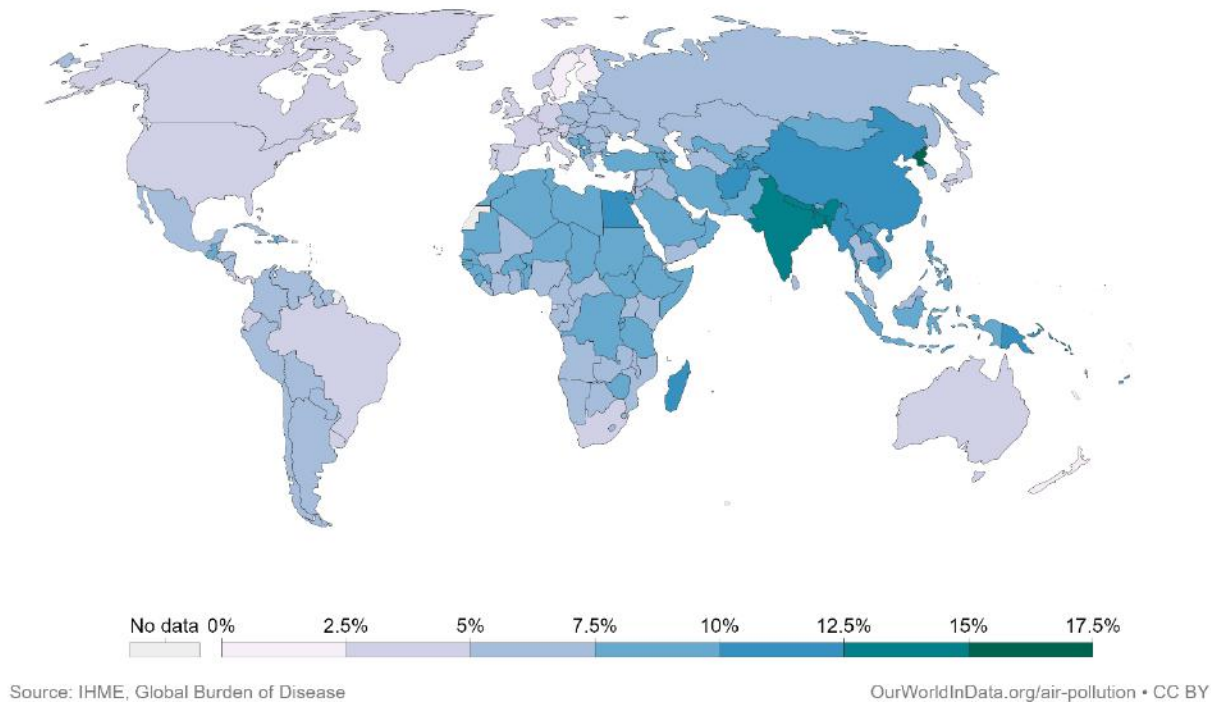 No data 0% 2.5% 5% 7.5% 10% 12.5% 15% 17.5%
Source: IHME, Global Burden of Disease OurWorldInData.org/air-pollution • CC BY